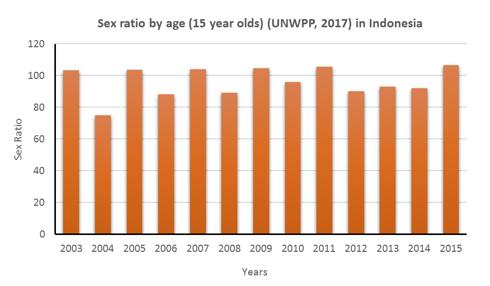 Sex ratio by age (15 year olds) (UNWPP, 2017) in Indonesia
120
100
80
60
40
20
0
Sex Ratio
2003 2004 2005 2006 2007 2008 2009 2010 2011 2012 2013 2014 2015
Years